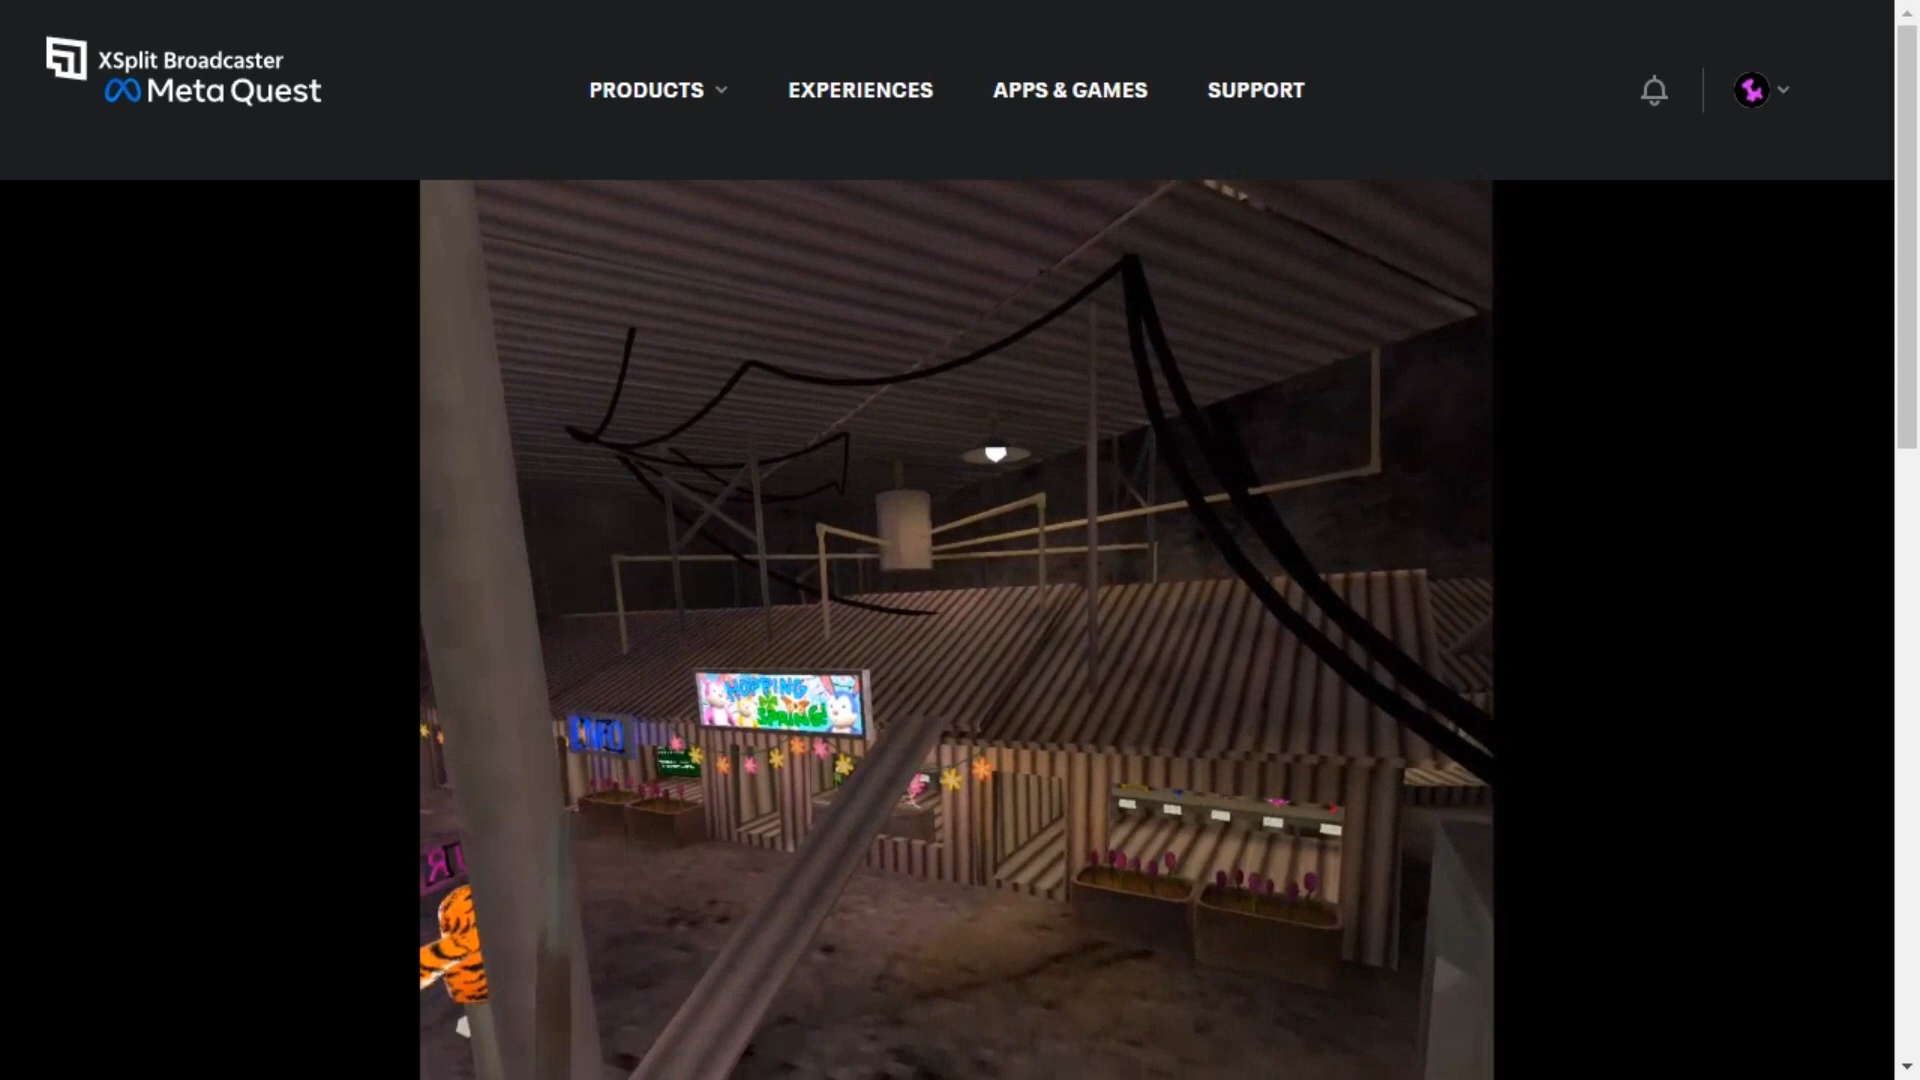 XSplit Broadcaster
Meta Quest
PRODUCTS
EXPERIENCES
APPS & GAMES
SUPPORT
HOPPING
SPRING!
INFO